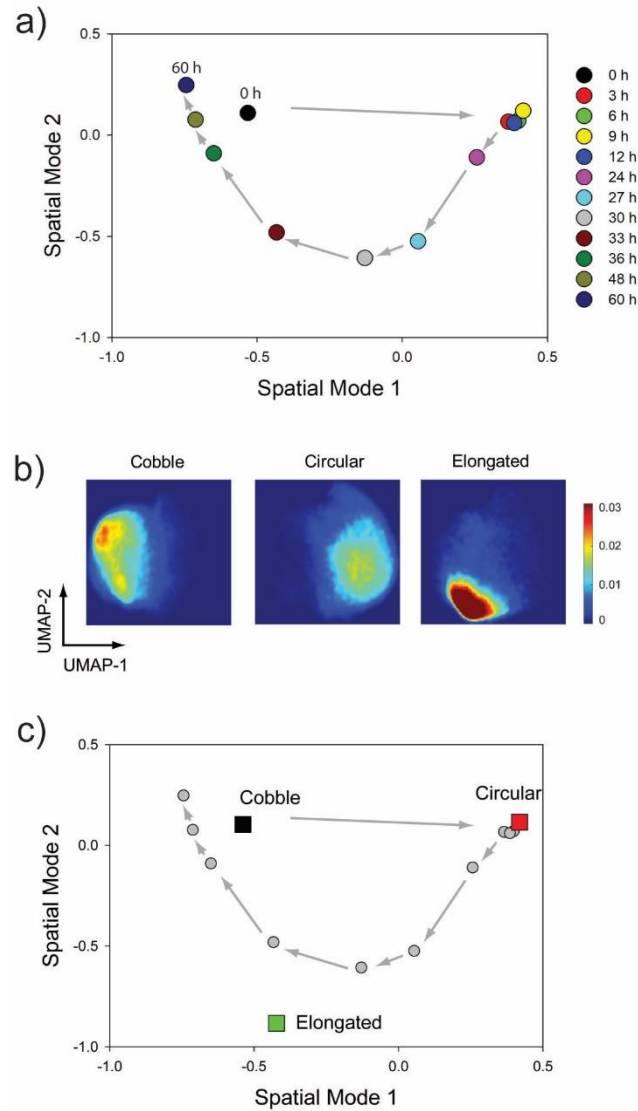 a)
60 h
0 h
0.5
0.0
-0.5
-1.0
Spatial Mode 2
-1.0
-0.5
0.0
0.5
Spatial Mode 1
0 h
3 h
6 h
9 h
12 h
24 h
27 h
30 h
33 h
36 h
48 h
60 h
b)
Cobble
Circular
Elongated
0.03
0.02
0.01
0
UMAP-2
UMAP-1
c)
0.5
0.0
-0.5
-1.0
Spatial Mode 2
Cobble
Circular
Elongated
-1.0
-0.5
0.0
0.5
Spatial Mode 1